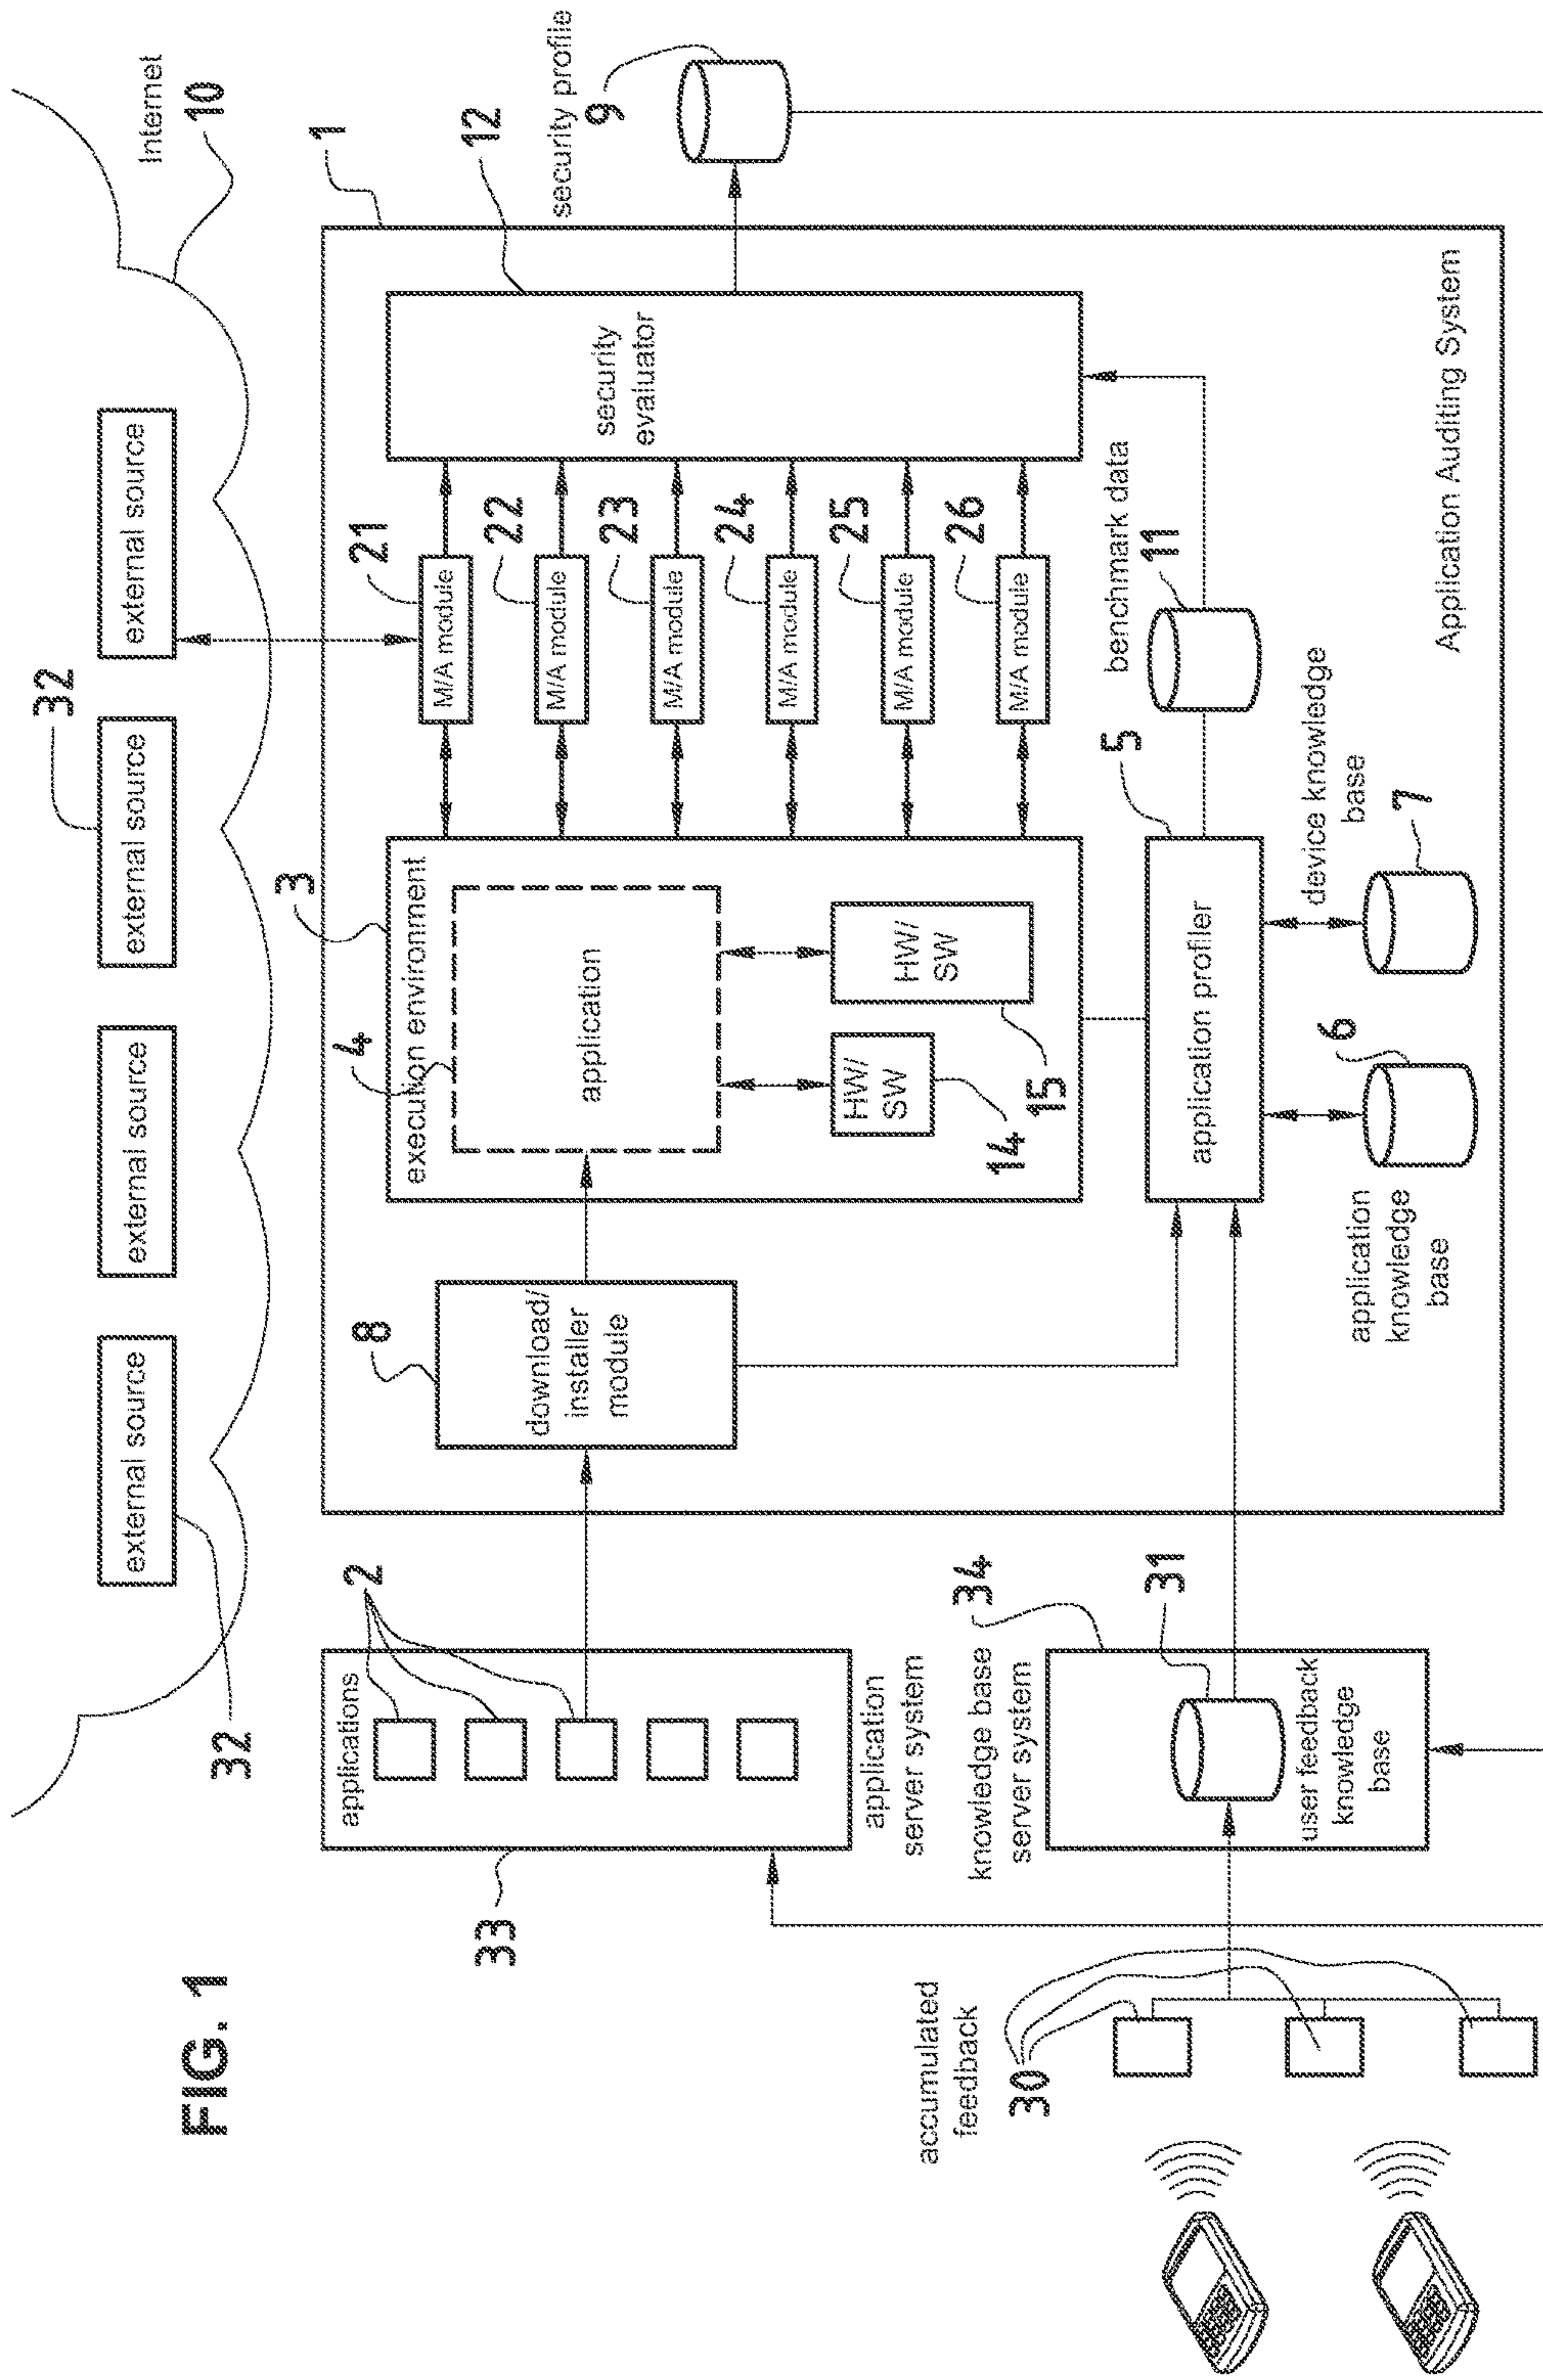 FIG. 1
Internet
10
32
external source
external source
external source
external source
32
1
applications
2
33
application
server system
8
download/
installer
module
3
execution environment
4
application
HW/
SW
HW/
SW
14
15
21
M/A module
22
M/A module
23
M/A module
24
M/A module
25
M/A module
26
M/A module
12
security
evaluator
security profile
9
accumulated
feedback
30
knowledge base
server system
34
31
user feedback
knowledge
base
5
application profiler
benchmark data
11
application
knowledge
base
6
device knowledge
base
7
Application Auditing System